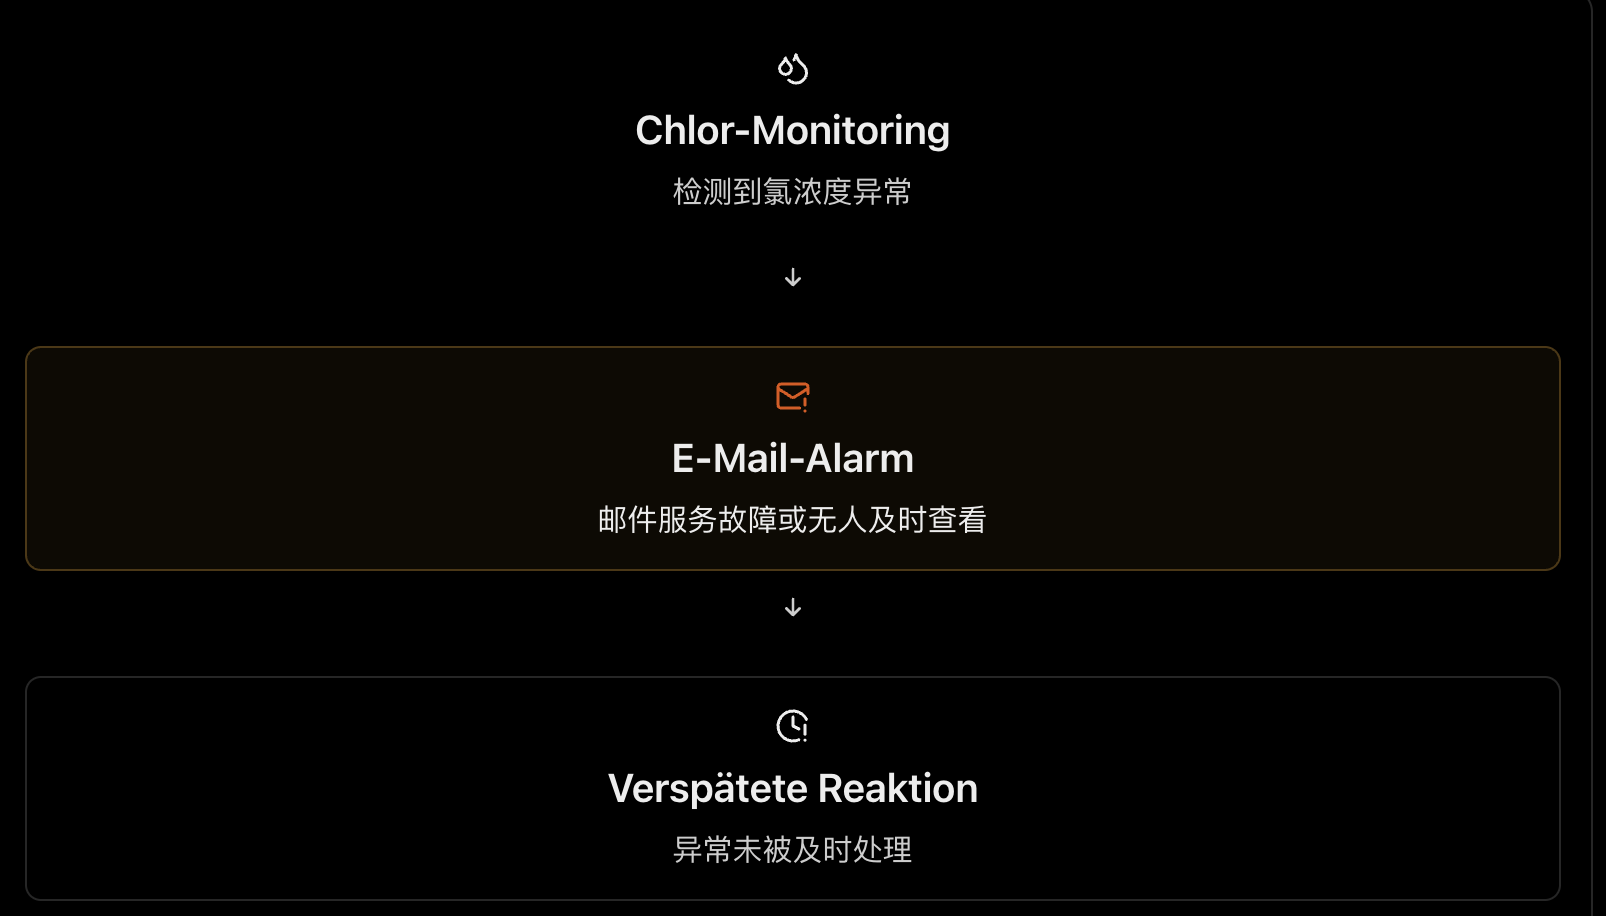 Chlor-Monitoring
检测到氯浓度异常
↓
E-Mail-Alarm
邮件服务故障或无人及时查看
↓
Verspätete Reaktion
异常未被及时处理